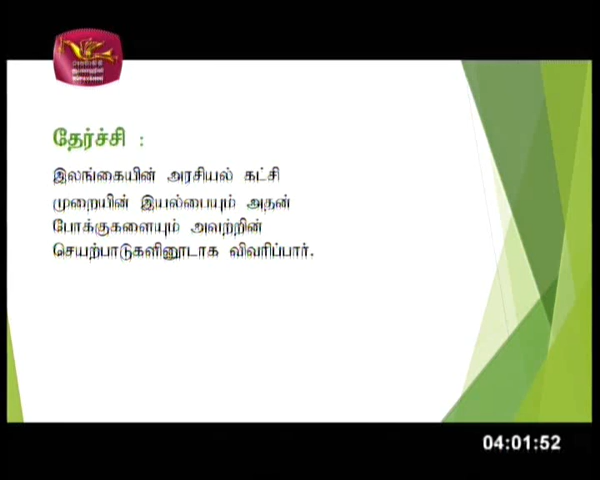 தேர்ச்சி :
இலங்கையின் அரசியல் கட்சி
முறையின் இயல்பையும் அதன்
போக்குகளையும் அவற்றின்
செயற்பாடுகளினூடாக விவரிப்பார்.
04:01:52